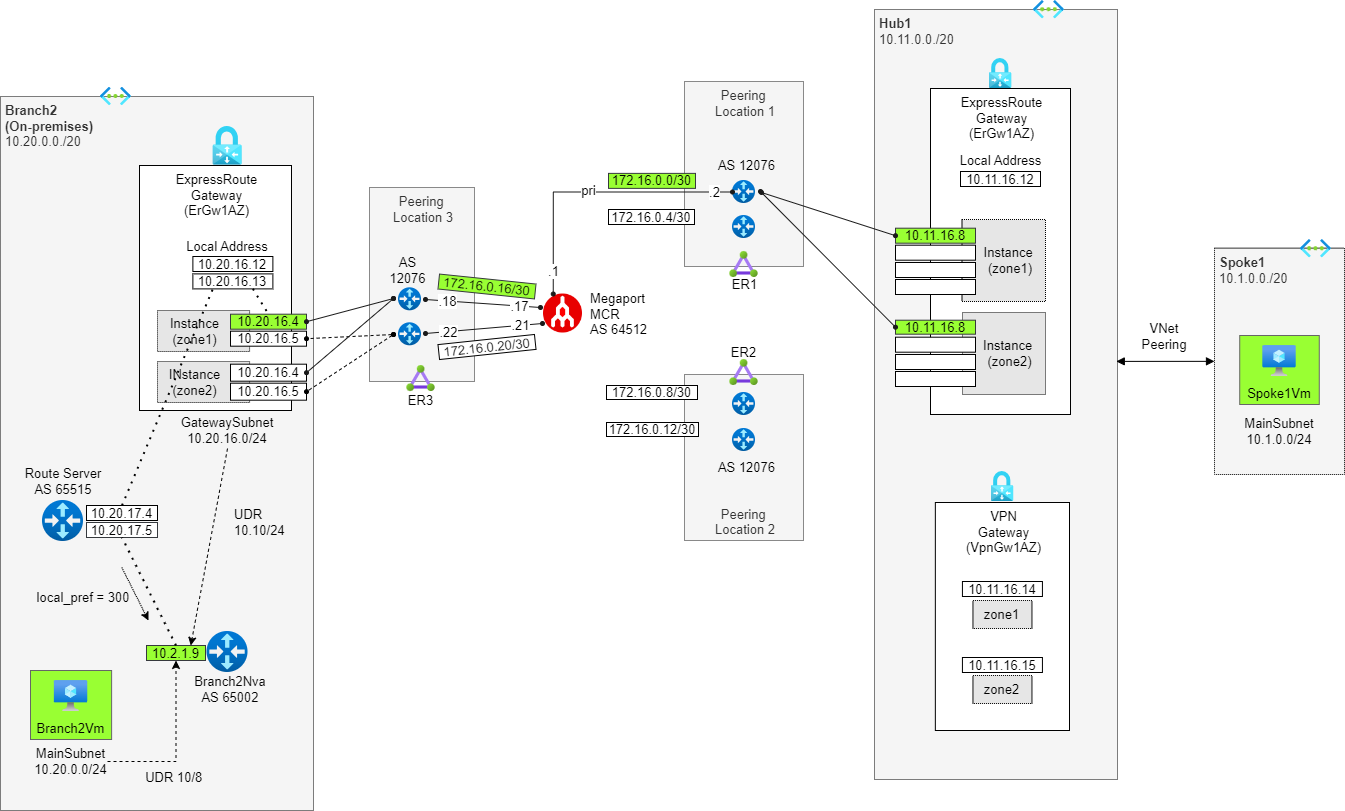 Branch2
(On-premises)
10.20.0.0./20
ExpressRoute
Gateway
(ErGw1AZ)
Local Address
10.20.16.12
10.20.16.13
Instance
(zone1)
10.20.16.4
10.20.16.5
Instance
(zone2)
10.20.16.4
10.20.16.5
GatewaySubnet
10.20.16.0/24
Route Server
AS 65515
10.20.17.4
10.20.17.5
UDR
10.10/24
local_pref = 300
10.2.1.9
Branch2Nva
AS 65002
Branch2Vm
MainSubnet
10.20.0.0/24
UDR 10/8
Peering
Location 3
AS
12076
172.16.0.16/30
.18
.17
.22
.21
172.16.0.20/30
ER3
.1
Megaport
MCR
AS 64512
pri
Peering
Location 1
AS 12076
172.16.0.0/30
.2
172.16.0.4/30
ER1
ER2
172.16.0.8/30
172.16.0.12/30
AS 12076
Peering
Location 2
Hub1
10.11.0.0./20
ExpressRoute
Gateway
(ErGw1AZ)
Local Address
10.11.16.12
10.11.16.8
Instance
(zone1)
10.11.16.8
Instance
(zone2)
VPN
Gateway
(VpnGw1AZ)
10.11.16.14
zone1
10.11.16.15
zone2
VNet
Peering
Spoke1
10.1.0.0./20
Spoke1Vm
MainSubnet
10.1.0.0/24